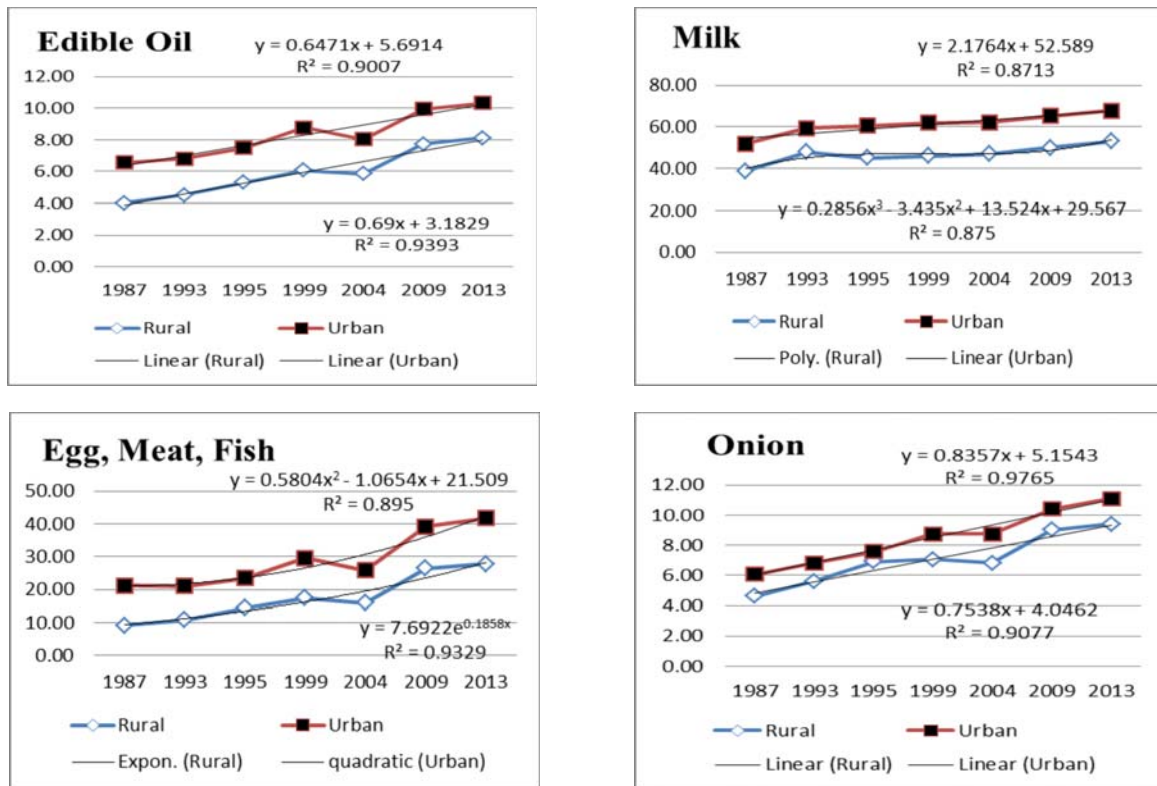 Edible Oil
y = 0.6471x + 5.6914
R² = 0.9007
12.00
10.00
8.00
6.00
4.00
2.00
0.00
y = 0.69x + 3.1829
R² = 0.9393
1987 1993 1995 1999 2004 2009 2013
Rural Urban
Linear (Rural) Linear (Urban)
Milk
y = 2.1764x + 52.589
R² = 0.8713
80.00
60.00
40.00
20.00
0.00
y = 0.2856x³ - 3.435x² + 13.524x + 29.567
R² = 0.875
1987 1993 1995 1999 2004 2009 2013
Rural Urban
Poly. (Rural) Linear (Urban)
Egg, Meat, Fish
y = 0.5804x² - 1.0654x + 21.509
R² = 0.895
50.00
40.00
30.00
20.00
10.00
0.00
y = 7.6922e^0.1858x
R² = 0.9329
1987 1993 1995 1999 2004 2009 2013
Rural Urban
Expon. (Rural) quadratic (Urban)
Onion
y = 0.8357x + 5.1543
R² = 0.9765
12.00
10.00
8.00
6.00
4.00
2.00
0.00
y = 0.7538x + 4.0462
R² = 0.9077
1987 1993 1995 1999 2004 2009 2013
Rural Urban
Linear (Rural) Linear (Urban)